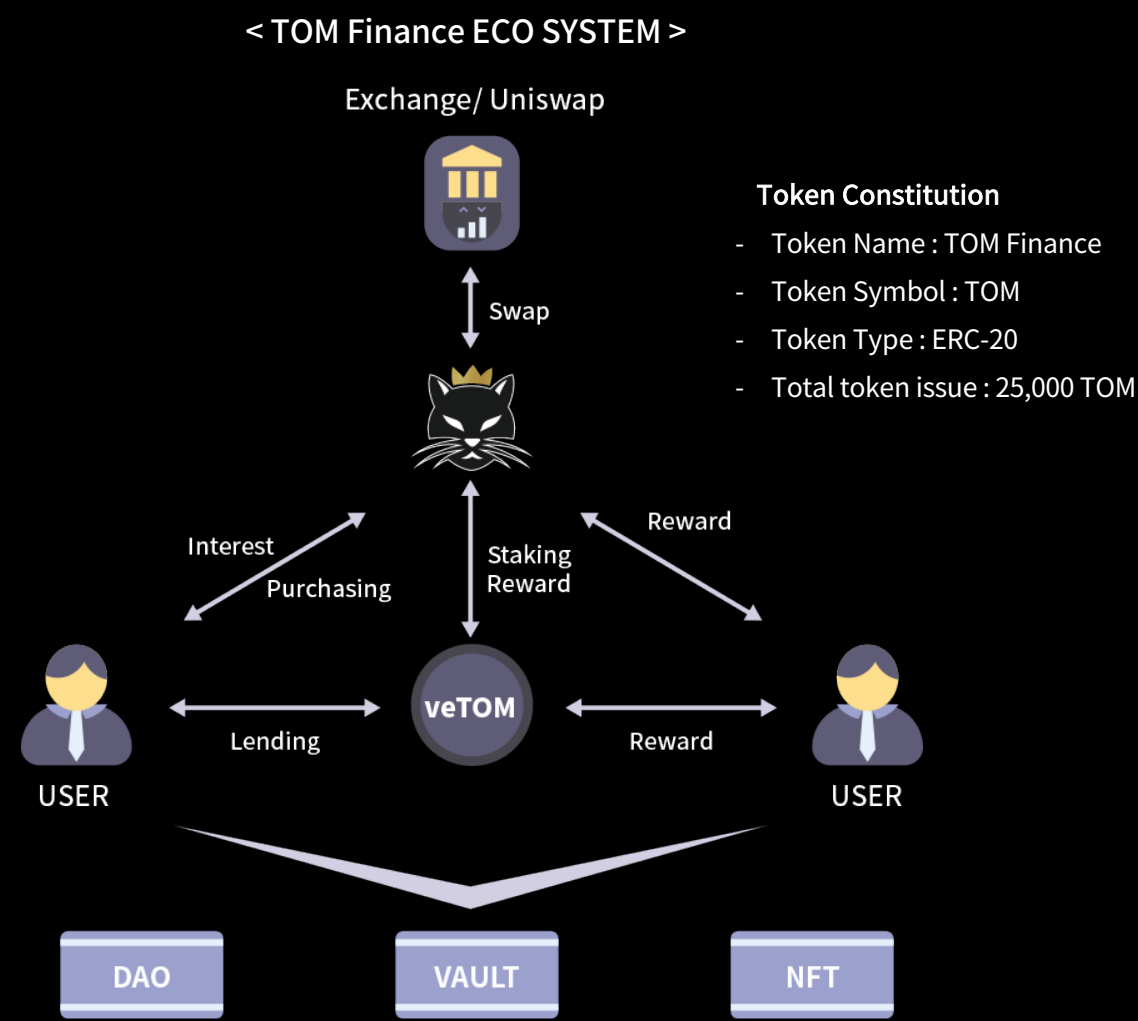 < TOM Finance ECO SYSTEM >
Exchange/ Uniswap
Token Constitution
- Token Name : TOM Finance
- Token Symbol : TOM
- Token Type : ERC-20
- Total token issue : 25,000 TOM
Swap
Interest
Purchasing
Staking
Reward
Reward
veTOM
Lending
Reward
USER
USER
DAO
VAULT
NFT